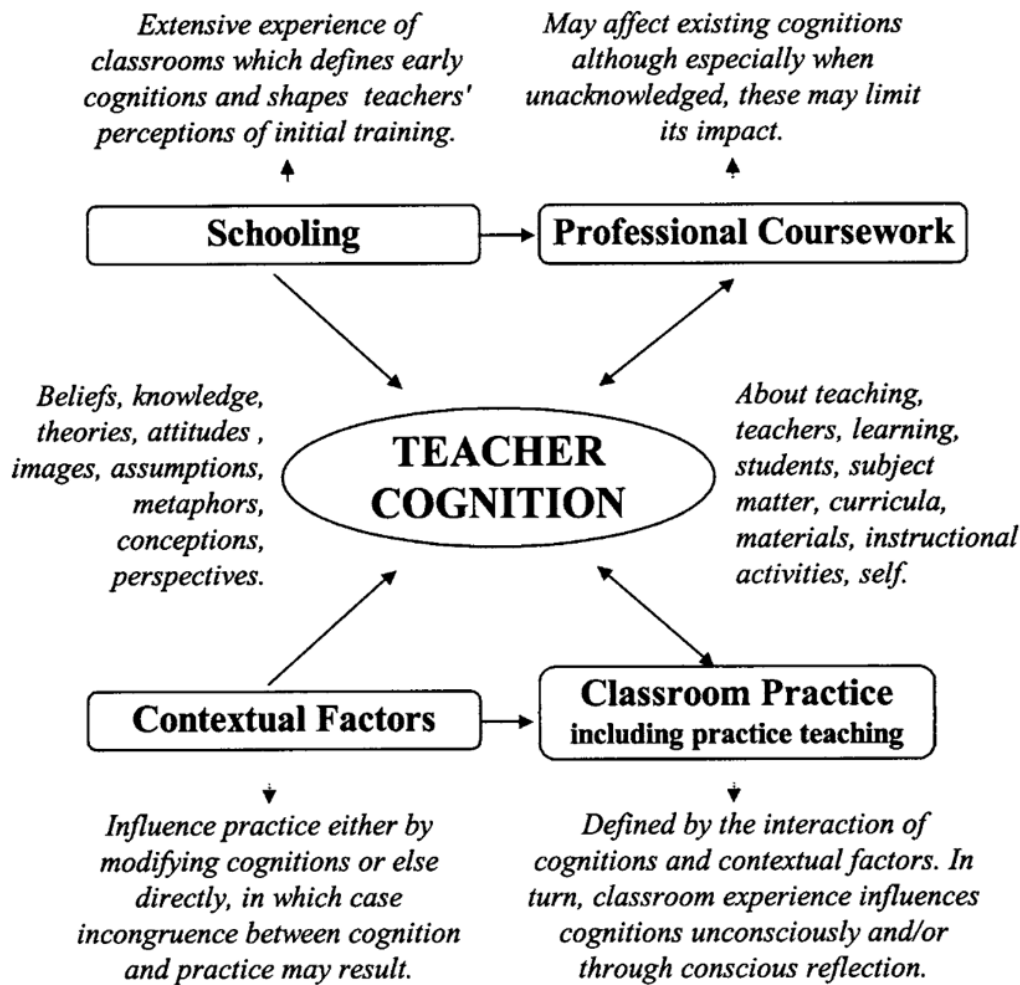 Extensive experience of
classrooms which defines early
cognitions and shapes teachers'
perceptions of initial training.
May affect existing cognitions
although especially when
unacknowledged, these may limit
its impact.
Schooling
Professional Coursework
Beliefs, knowledge,
theories, attitudes ,
images, assumptions,
metaphors,
conceptions,
perspectives.
TEACHER
COGNITION
About teaching,
teachers, learning,
students, subject
matter, curricula,
materials, instructional
activities, self.
Contextual Factors
Classroom Practice
including practice teaching
Influence practice either by
modifying cognitions or else
directly, in which case
incongruence between cognition
and practice may result.
Defined by the interaction of
cognitions and contextual factors. In
turn, classroom experience influences
cognitions unconsciously and/or
through conscious reflection.